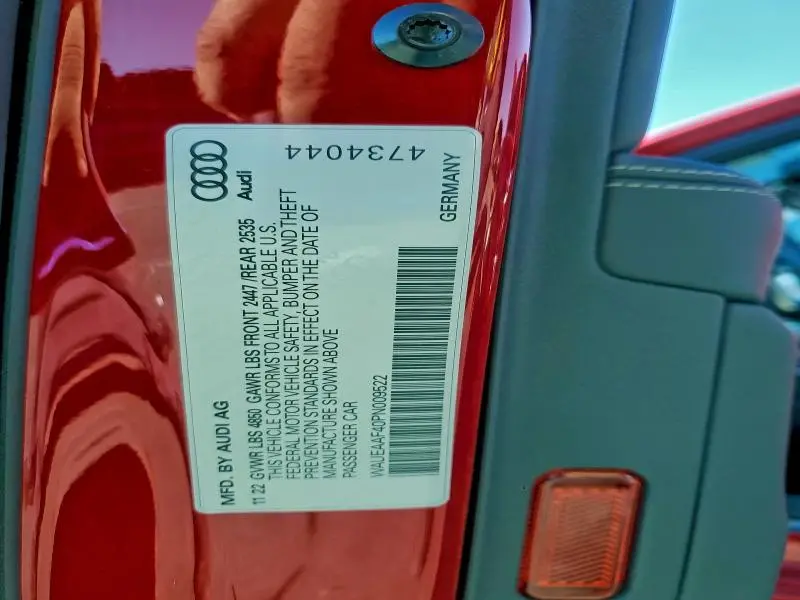 MFD. BY AUDI AG
Audi
11 22 GVWR LBS 4850 GAWR LBS FRONT 2447/REAR 2535
THIS VEHICLE CONFORMS TO ALL APPLICABLE U.S.
FEDERAL MOTOR VEHICLE SAFETY, BUMPER AND THEFT
PREVENTION STANDARDS IN EFFECT ON THE DATE OF
MANUFACTURE SHOWN ABOVE
PASSENGER CAR
WAUEAAF40PN009522
GERMANY
4734044